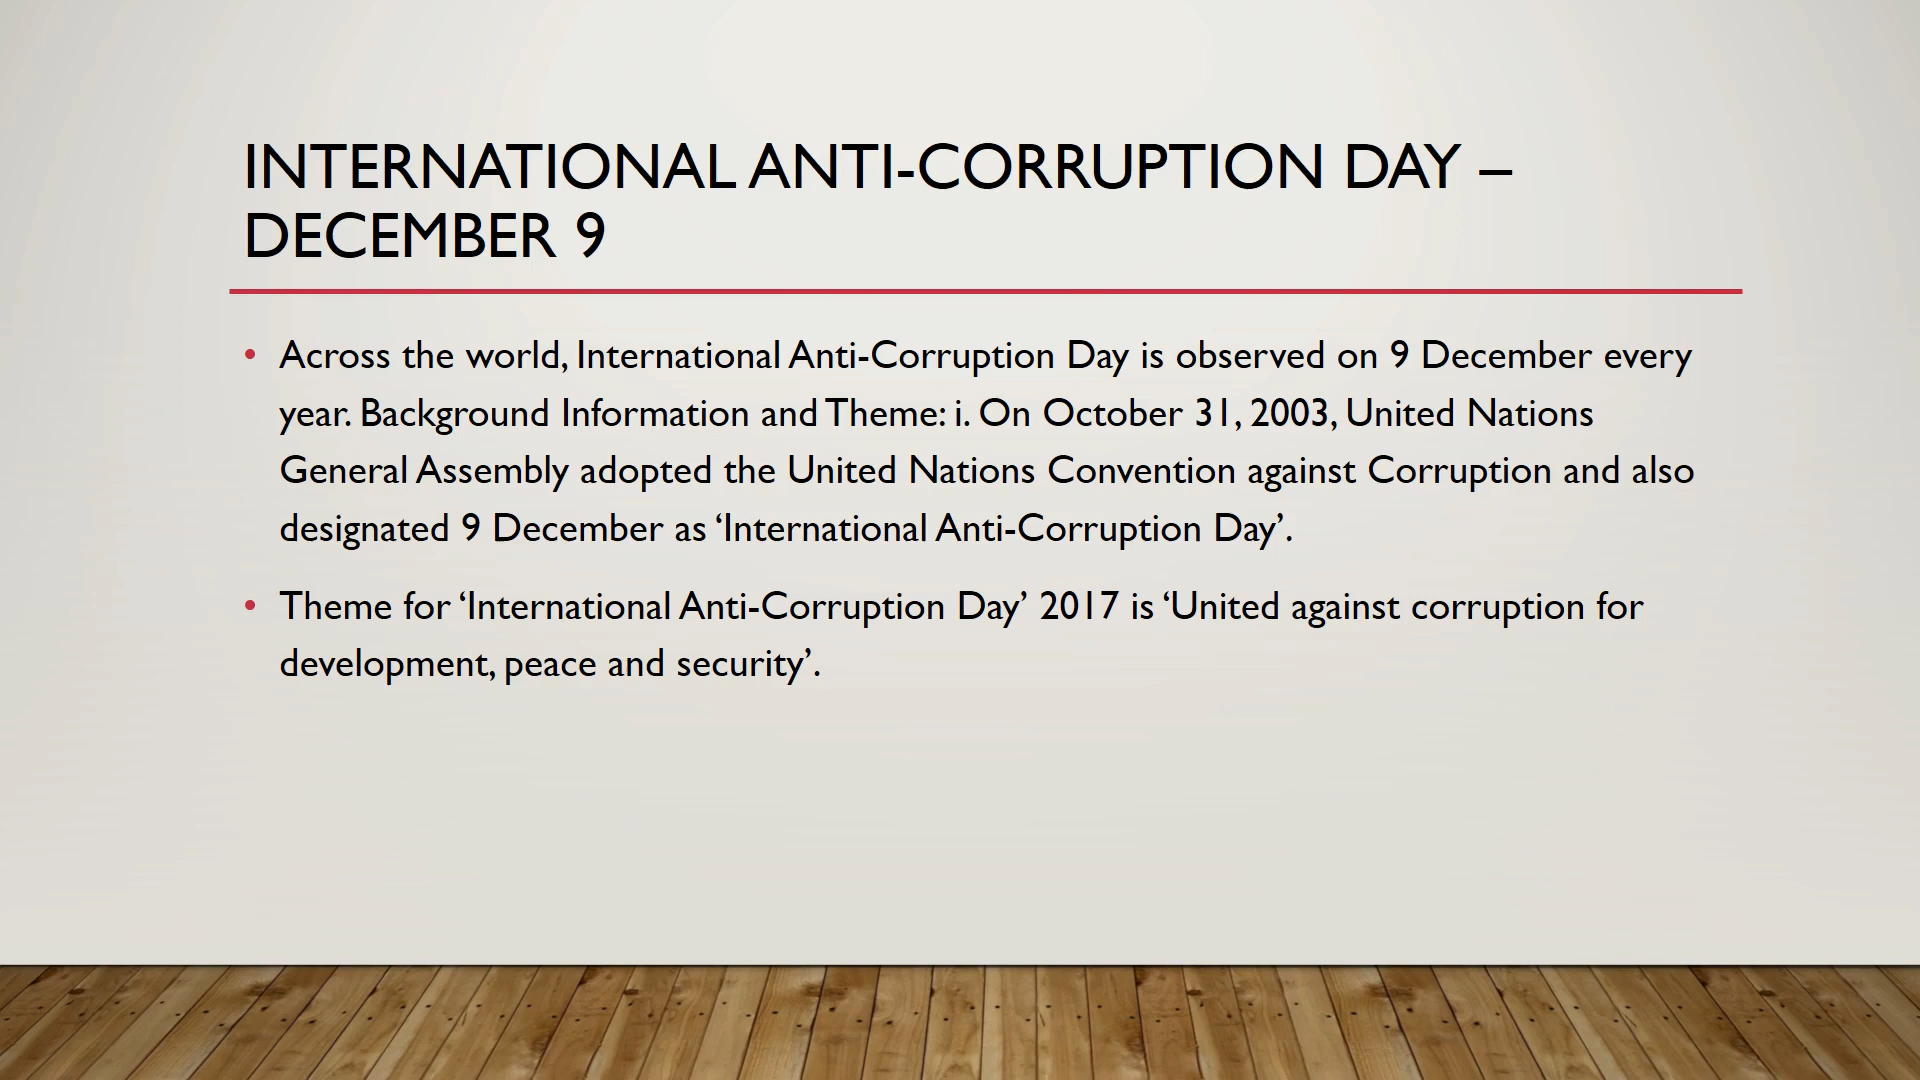 INTERNATIONAL ANTI-CORRUPTION DAY –
DECEMBER 9
• Across the world, International Anti-Corruption Day is observed on 9 December every
year. Background Information and Theme: i. On October 31, 2003, United Nations
General Assembly adopted the United Nations Convention against Corruption and also
designated 9 December as ‘International Anti-Corruption Day’.
• Theme for ‘International Anti-Corruption Day’ 2017 is ‘United against corruption for
development, peace and security’.